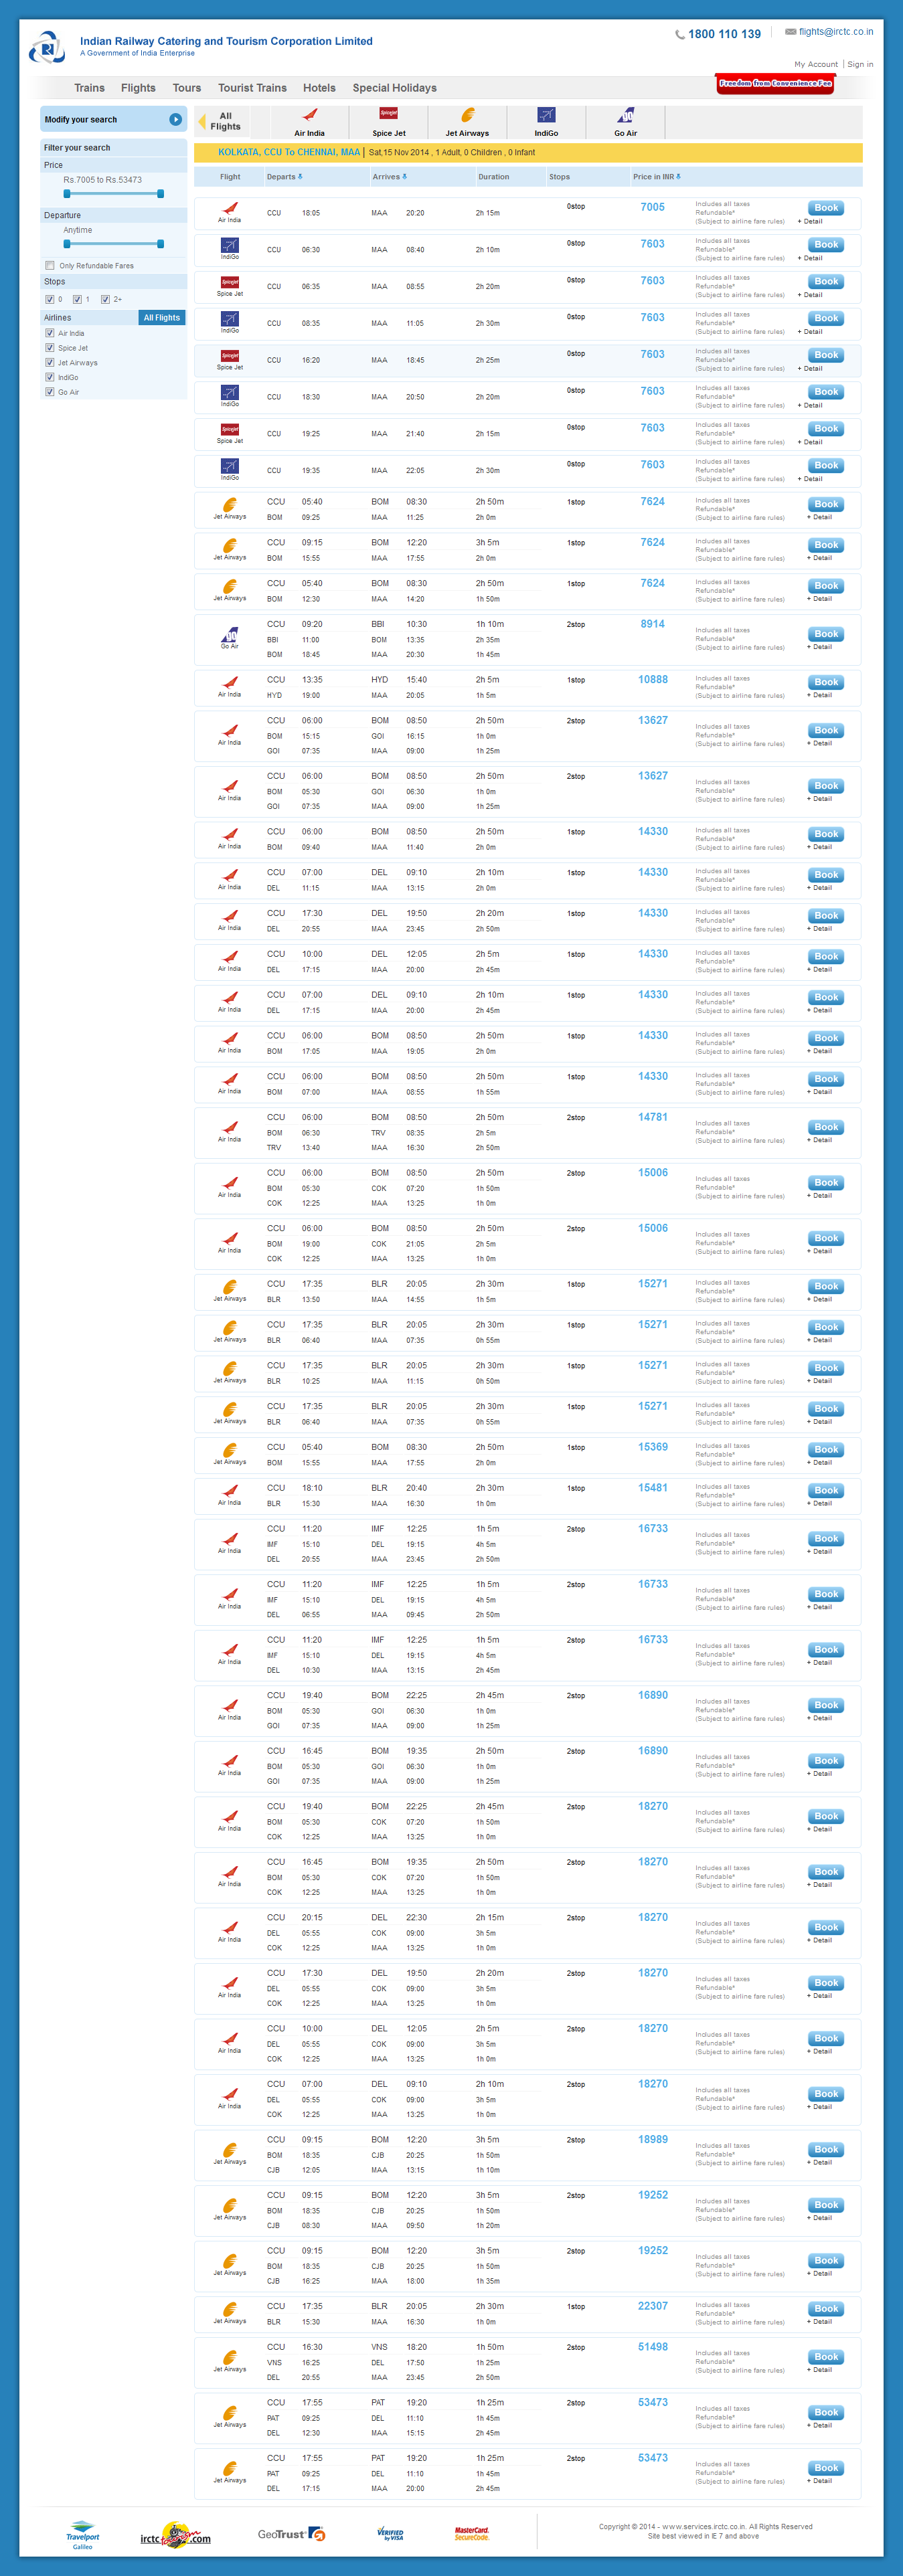 Indian Railway Catering and Tourism Corporation Limited
A Government of India Enterprise
1800 110 139
flights@irctc.co.in
My Account | Sign in
Trains Flights Tours Tourist Trains Hotels Special Holidays
Freedom from Convenience Fee
Modify your search
Filter your search
Price
Rs.7005 to Rs.53473
Departure
Anytime
Only Refundable Fares
Stops
0 1 2+
Airlines All Flights
Air India
Spice Jet
Jet Airways
IndiGo
Go Air
All Flights Air India Spice Jet Jet Airways IndiGo Go Air
KOLKATA, CCU To CHENNAI, MAA | Sat,15 Nov 2014 , 1 Adult, 0 Children , 0 Infant
Flight Departs Arrives Duration Stops Price in INR
Air India CCU 18:05 MAA 20:20 2h 15m 0stop 7005 Includes all taxes Refundable* (Subject to airline fare rules) Book + Detail
IndiGo CCU 06:30 MAA 08:40 2h 10m 0stop 7603 Includes all taxes Refundable* (Subject to airline fare rules) Book + Detail
Spice Jet CCU 06:35 MAA 08:55 2h 20m 0stop 7603 Includes all taxes Refundable* (Subject to airline fare rules) Book + Detail
IndiGo CCU 08:35 MAA 11:05 2h 30m 0stop 7603 Includes all taxes Refundable* (Subject to airline fare rules) Book + Detail
Spice Jet CCU 16:20 MAA 18:45 2h 25m 0stop 7603 Includes all taxes Refundable* (Subject to airline fare rules) Book + Detail
IndiGo CCU 18:30 MAA 20:50 2h 20m 0stop 7603 Includes all taxes Refundable* (Subject to airline fare rules) Book + Detail
Spice Jet CCU 19:25 MAA 21:40 2h 15m 0stop 7603 Includes all taxes Refundable* (Subject to airline fare rules) Book + Detail
IndiGo CCU 19:35 MAA 22:05 2h 30m 0stop 7603 Includes all taxes Refundable* (Subject to airline fare rules) Book + Detail
Jet Airways CCU 05:40 BOM 08:30 2h 50m 1stop 7624 Includes all taxes Refundable* (Subject to airline fare rules) Book + Detail
BOM 09:25 MAA 11:25 2h 0m
Jet Airways CCU 09:15 BOM 12:20 3h 5m 1stop 7624 Includes all taxes Refundable* (Subject to airline fare rules) Book + Detail
BOM 15:55 MAA 17:55 2h 0m
Jet Airways CCU 05:40 BOM 08:30 2h 50m 1stop 7624 Includes all taxes Refundable* (Subject to airline fare rules) Book + Detail
BOM 12:30 MAA 14:20 1h 50m
Go Air CCU 09:20 BBI 10:30 1h 10m 2stop 8914 Includes all taxes Refundable* (Subject to airline fare rules) Book + Detail
BBI 11:00 BOM 13:35 2h 35m
BOM 18:45 MAA 20:30 1h 45m
Air India CCU 13:35 HYD 15:40 2h 5m 1stop 10888 Includes all taxes Refundable* (Subject to airline fare rules) Book + Detail
HYD 19:00 MAA 20:05 1h 5m
Air India CCU 06:00 BOM 08:50 2h 50m 2stop 13627 Includes all taxes Refundable* (Subject to airline fare rules) Book + Detail
BOM 15:15 GOI 16:15 1h 0m
GOI 07:35 MAA 09:00 1h 25m
Air India CCU 06:00 BOM 08:50 2h 50m 2stop 13627 Includes all taxes Refundable* (Subject to airline fare rules) Book + Detail
BOM 05:30 GOI 06:30 1h 0m
GOI 07:35 MAA 09:00 1h 25m
Air India CCU 06:00 BOM 08:50 2h 50m 1stop 14330 Includes all taxes Refundable* (Subject to airline fare rules) Book + Detail
BOM 09:40 MAA 11:40 2h 0m
Air India CCU 07:00 DEL 09:10 2h 10m 1stop 14330 Includes all taxes Refundable* (Subject to airline fare rules) Book + Detail
DEL 11:15 MAA 13:15 2h 0m
Air India CCU 17:30 DEL 19:50 2h 20m 1stop 14330 Includes all taxes Refundable* (Subject to airline fare rules) Book + Detail
DEL 20:55 MAA 23:45 2h 50m
Air India CCU 10:00 DEL 12:05 2h 5m 1stop 14330 Includes all taxes Refundable* (Subject to airline fare rules) Book + Detail
DEL 17:15 MAA 20:00 2h 45m
Air India CCU 07:00 DEL 09:10 2h 10m 1stop 14330 Includes all taxes Refundable* (Subject to airline fare rules) Book + Detail
DEL 17:15 MAA 20:00 2h 45m
Air India CCU 06:00 BOM 08:50 2h 50m 1stop 14330 Includes all taxes Refundable* (Subject to airline fare rules) Book + Detail
BOM 17:05 MAA 19:05 2h 0m
Air India CCU 06:00 BOM 08:50 2h 50m 1stop 14330 Includes all taxes Refundable* (Subject to airline fare rules) Book + Detail
BOM 07:00 MAA 08:55 1h 55m
Air India CCU 06:00 BOM 08:50 2h 50m 2stop 14781 Includes all taxes Refundable* (Subject to airline fare rules) Book + Detail
BOM 06:30 TRV 08:35 2h 5m
TRV 13:40 MAA 16:30 2h 50m
Air India CCU 06:00 BOM 08:50 2h 50m 2stop 15006 Includes all taxes Refundable* (Subject to airline fare rules) Book + Detail
BOM 05:30 COK 07:20 1h 50m
COK 12:25 MAA 13:25 1h 0m
Air India CCU 06:00 BOM 08:50 2h 50m 2stop 15006 Includes all taxes Refundable* (Subject to airline fare rules) Book + Detail
BOM 19:00 COK 21:05 2h 5m
COK 12:25 MAA 13:25 1h 0m
Jet Airways CCU 17:35 BLR 20:05 2h 30m 1stop 15271 Includes all taxes Refundable* (Subject to airline fare rules) Book + Detail
BLR 13:50 MAA 14:55 1h 5m
Jet Airways CCU 17:35 BLR 20:05 2h 30m 1stop 15271 Includes all taxes Refundable* (Subject to airline fare rules) Book + Detail
BLR 06:40 MAA 07:35 0h 55m
Jet Airways CCU 17:35 BLR 20:05 2h 30m 1stop 15271 Includes all taxes Refundable* (Subject to airline fare rules) Book + Detail
BLR 10:25 MAA 11:15 0h 50m
Jet Airways CCU 17:35 BLR 20:05 2h 30m 1stop 15271 Includes all taxes Refundable* (Subject to airline fare rules) Book + Detail
BLR 06:40 MAA 07:35 0h 55m
Jet Airways CCU 05:40 BOM 08:30 2h 50m 1stop 15369 Includes all taxes Refundable* (Subject to airline fare rules) Book + Detail
BOM 15:55 MAA 17:55 2h 0m
Air India CCU 18:10 BLR 20:40 2h 30m 1stop 15481 Includes all taxes Refundable* (Subject to airline fare rules) Book + Detail
BLR 15:30 MAA 16:30 1h 0m
Air India CCU 11:20 IMF 12:25 1h 5m 2stop 16733 Includes all taxes Refundable* (Subject to airline fare rules) Book + Detail
IMF 15:10 DEL 19:15 4h 5m
DEL 20:55 MAA 23:45 2h 50m
Air India CCU 11:20 IMF 12:25 1h 5m 2stop 16733 Includes all taxes Refundable* (Subject to airline fare rules) Book + Detail
IMF 15:10 DEL 19:15 4h 5m
DEL 06:55 MAA 09:45 2h 50m
Air India CCU 11:20 IMF 12:25 1h 5m 2stop 16733 Includes all taxes Refundable* (Subject to airline fare rules) Book + Detail
IMF 15:10 DEL 19:15 4h 5m
DEL 10:30 MAA 13:15 2h 45m
Air India CCU 19:40 BOM 22:25 2h 45m 2stop 16890 Includes all taxes Refundable* (Subject to airline fare rules) Book + Detail
BOM 05:30 GOI 06:30 1h 0m
GOI 07:35 MAA 09:00 1h 25m
Air India CCU 16:45 BOM 19:35 2h 50m 2stop 16890 Includes all taxes Refundable* (Subject to airline fare rules) Book + Detail
BOM 05:30 GOI 06:30 1h 0m
GOI 07:35 MAA 09:00 1h 25m
Air India CCU 19:40 BOM 22:25 2h 45m 2stop 18270 Includes all taxes Refundable* (Subject to airline fare rules) Book + Detail
BOM 05:30 COK 07:20 1h 50m
COK 12:25 MAA 13:25 1h 0m
Air India CCU 16:45 BOM 19:35 2h 50m 2stop 18270 Includes all taxes Refundable* (Subject to airline fare rules) Book + Detail
BOM 05:30 COK 07:20 1h 50m
COK 12:25 MAA 13:25 1h 0m
Air India CCU 20:15 DEL 22:30 2h 15m 2stop 18270 Includes all taxes Refundable* (Subject to airline fare rules) Book + Detail
DEL 05:55 COK 09:00 3h 5m
COK 12:25 MAA 13:25 1h 0m
Air India CCU 17:30 DEL 19:50 2h 20m 2stop 18270 Includes all taxes Refundable* (Subject to airline fare rules) Book + Detail
DEL 05:55 COK 09:00 3h 5m
COK 12:25 MAA 13:25 1h 0m
Air India CCU 10:00 DEL 12:05 2h 5m 2stop 18270 Includes all taxes Refundable* (Subject to airline fare rules) Book + Detail
DEL 05:55 COK 09:00 3h 5m
COK 12:25 MAA 13:25 1h 0m
Air India CCU 07:00 DEL 09:10 2h 10m 2stop 18270 Includes all taxes Refundable* (Subject to airline fare rules) Book + Detail
DEL 05:55 COK 09:00 3h 5m
COK 12:25 MAA 13:25 1h 0m
Jet Airways CCU 09:15 BOM 12:20 3h 5m 2stop 18989 Includes all taxes Refundable* (Subject to airline fare rules) Book + Detail
BOM 18:35 CJB 20:25 1h 50m
CJB 12:05 MAA 13:15 1h 10m
Jet Airways CCU 09:15 BOM 12:20 3h 5m 2stop 19252 Includes all taxes Refundable* (Subject to airline fare rules) Book + Detail
BOM 18:35 CJB 20:25 1h 50m
CJB 08:30 MAA 09:50 1h 20m
Jet Airways CCU 09:15 BOM 12:20 3h 5m 2stop 19252 Includes all taxes Refundable* (Subject to airline fare rules) Book + Detail
BOM 18:35 CJB 20:25 1h 50m
CJB 16:25 MAA 18:00 1h 35m
Jet Airways CCU 17:35 BLR 20:05 2h 30m 1stop 22307 Includes all taxes Refundable* (Subject to airline fare rules) Book + Detail
BLR 15:30 MAA 16:30 1h 0m
Jet Airways CCU 16:30 VNS 18:20 1h 50m 2stop 51498 Includes all taxes Refundable* (Subject to airline fare rules) Book + Detail
VNS 16:25 DEL 17:50 1h 25m
DEL 20:55 MAA 23:45 2h 50m
Jet Airways CCU 17:55 PAT 19:20 1h 25m 2stop 53473 Includes all taxes Refundable* (Subject to airline fare rules) Book + Detail
PAT 09:25 DEL 11:10 1h 45m
DEL 12:30 MAA 15:15 2h 45m
Jet Airways CCU 17:55 PAT 19:20 1h 25m 2stop 53473 Includes all taxes Refundable* (Subject to airline fare rules) Book + Detail
PAT 09:25 DEL 11:10 1h 45m
DEL 17:15 MAA 20:00 2h 45m
Travelport Galileo
irctc tourism .com
GeoTrust
VERIFIED by VISA
MasterCard. SecureCode.
Copyright © 2014 - www.services.irctc.co.in. All Rights Reserved
Site best viewed in IE 7 and above